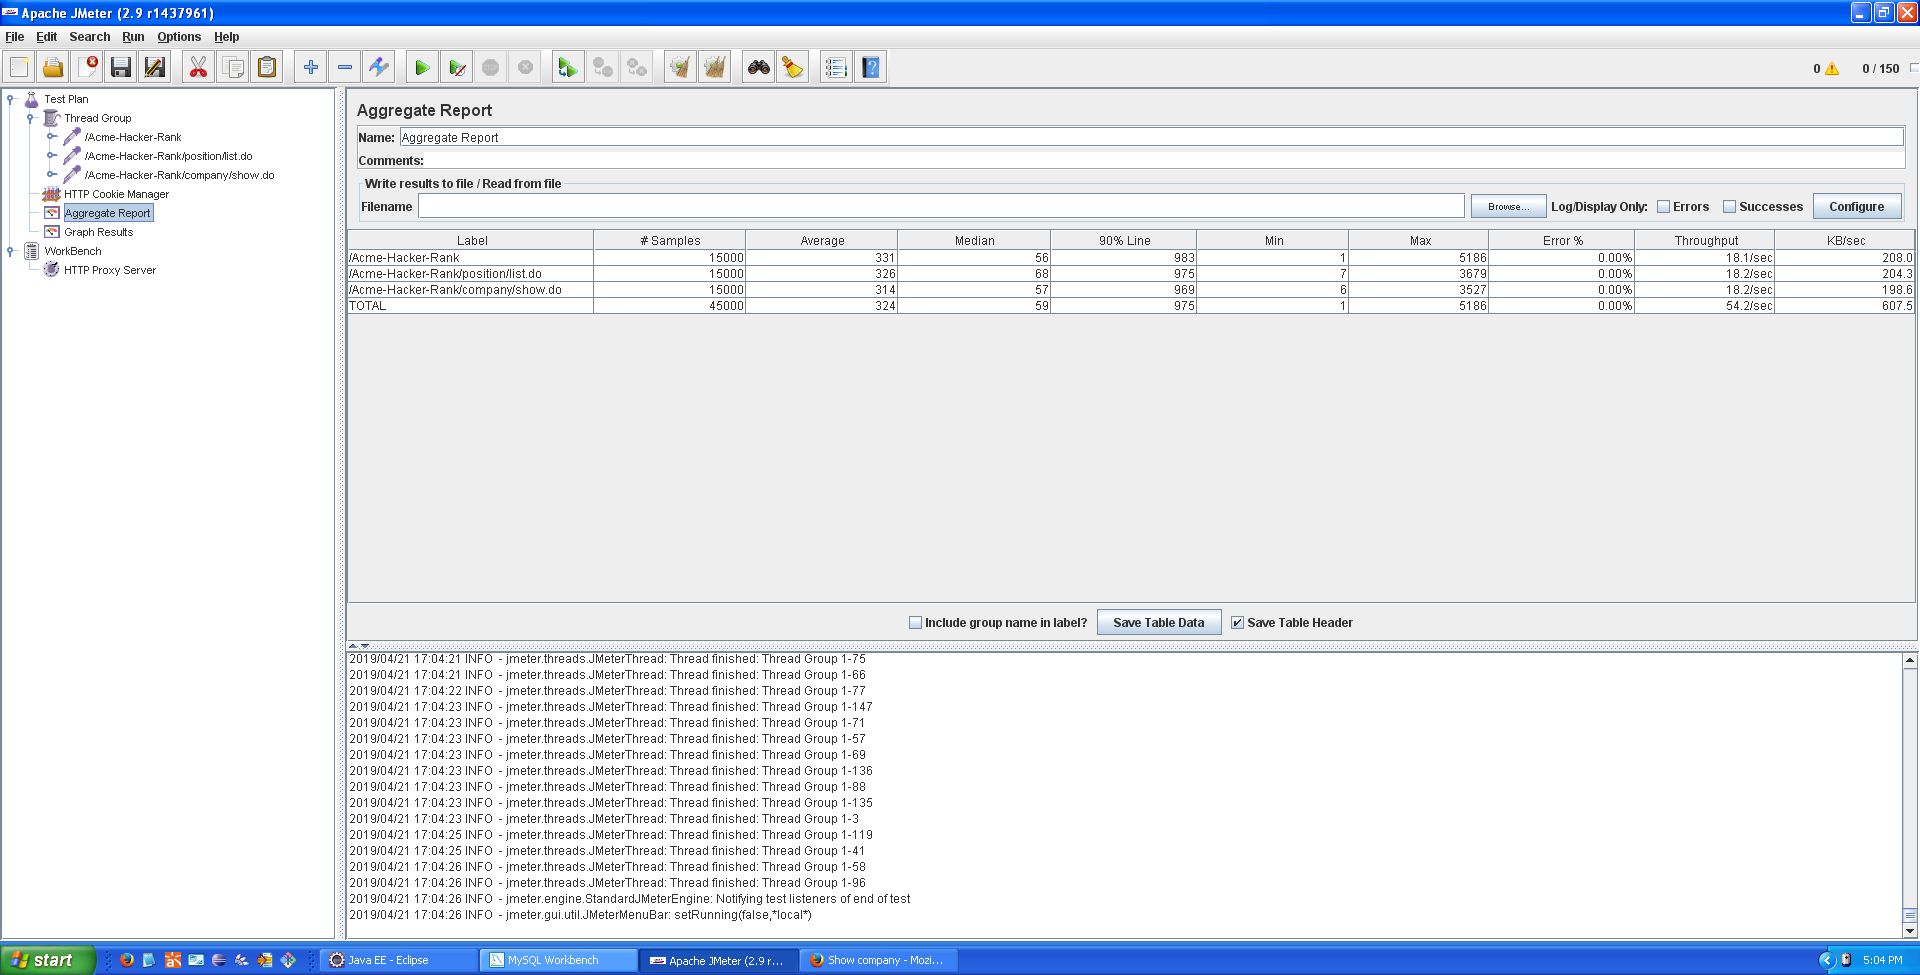 Apache JMeter (2.9 r1437961)
File Edit Search Run Options Help
0 0 / 150
Test Plan
Thread Group
/Acme-Hacker-Rank
/Acme-Hacker-Rank/position/list.do
/Acme-Hacker-Rank/company/show.do
HTTP Cookie Manager
Aggregate Report
Graph Results
WorkBench
HTTP Proxy Server
Aggregate Report
Name: Aggregate Report
Comments:
Write results to file / Read from file
Filename Browse... Log/Display Only: Errors Successes Configure
Label # Samples Average Median 90% Line Min Max Error % Throughput KB/sec
/Acme-Hacker-Rank 15000 331 56 983 1 5186 0.00% 18.1/sec 208.0
/Acme-Hacker-Rank/position/list.do 15000 326 68 975 7 3679 0.00% 18.2/sec 204.3
/Acme-Hacker-Rank/company/show.do 15000 314 57 969 6 3527 0.00% 18.2/sec 198.6
TOTAL 45000 324 59 975 1 5186 0.00% 54.2/sec 607.5
Include group name in label? Save Table Data Save Table Header
2019/04/21 17:04:21 INFO - jmeter.threads.JMeterThread: Thread finished: Thread Group 1-75
2019/04/21 17:04:21 INFO - jmeter.threads.JMeterThread: Thread finished: Thread Group 1-66
2019/04/21 17:04:22 INFO - jmeter.threads.JMeterThread: Thread finished: Thread Group 1-77
2019/04/21 17:04:23 INFO - jmeter.threads.JMeterThread: Thread finished: Thread Group 1-147
2019/04/21 17:04:23 INFO - jmeter.threads.JMeterThread: Thread finished: Thread Group 1-71
2019/04/21 17:04:23 INFO - jmeter.threads.JMeterThread: Thread finished: Thread Group 1-57
2019/04/21 17:04:23 INFO - jmeter.threads.JMeterThread: Thread finished: Thread Group 1-69
2019/04/21 17:04:23 INFO - jmeter.threads.JMeterThread: Thread finished: Thread Group 1-136
2019/04/21 17:04:23 INFO - jmeter.threads.JMeterThread: Thread finished: Thread Group 1-88
2019/04/21 17:04:23 INFO - jmeter.threads.JMeterThread: Thread finished: Thread Group 1-135
2019/04/21 17:04:23 INFO - jmeter.threads.JMeterThread: Thread finished: Thread Group 1-3
2019/04/21 17:04:25 INFO - jmeter.threads.JMeterThread: Thread finished: Thread Group 1-119
2019/04/21 17:04:25 INFO - jmeter.threads.JMeterThread: Thread finished: Thread Group 1-41
2019/04/21 17:04:26 INFO - jmeter.threads.JMeterThread: Thread finished: Thread Group 1-58
2019/04/21 17:04:26 INFO - jmeter.threads.JMeterThread: Thread finished: Thread Group 1-96
2019/04/21 17:04:26 INFO - jmeter.engine.StandardJMeterEngine: Notifying test listeners of end of test
2019/04/21 17:04:26 INFO - jmeter.gui.util.JMeterMenuBar: setRunning(false,*local*)
start Java EE - Eclipse MySQL Workbench Apache JMeter (2.9 r... Show company - Mozi... 5:04 PM